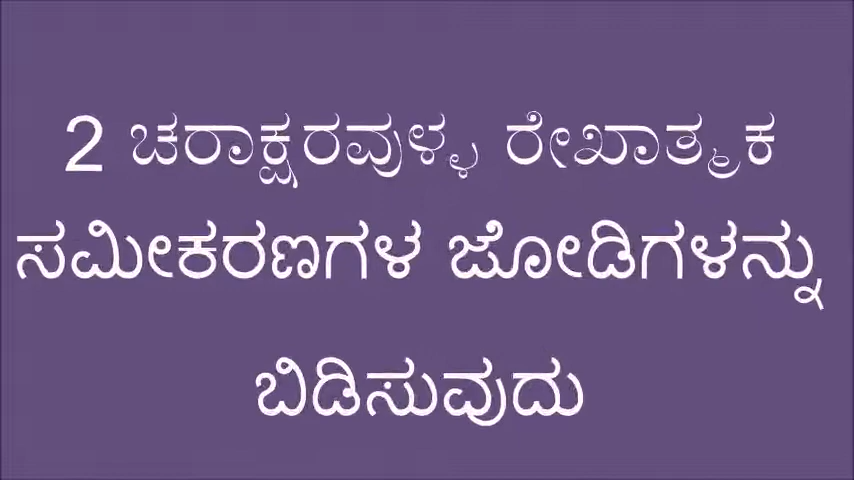 2 ಚರಾಕ್ಷರವುಳ್ಳ ರೇಖಾತ್ಮಕ
ಸಮೀಕರಣಗಳ ಜೋಡಿಗಳನ್ನು
ಬಿಡಿಸುವುದು